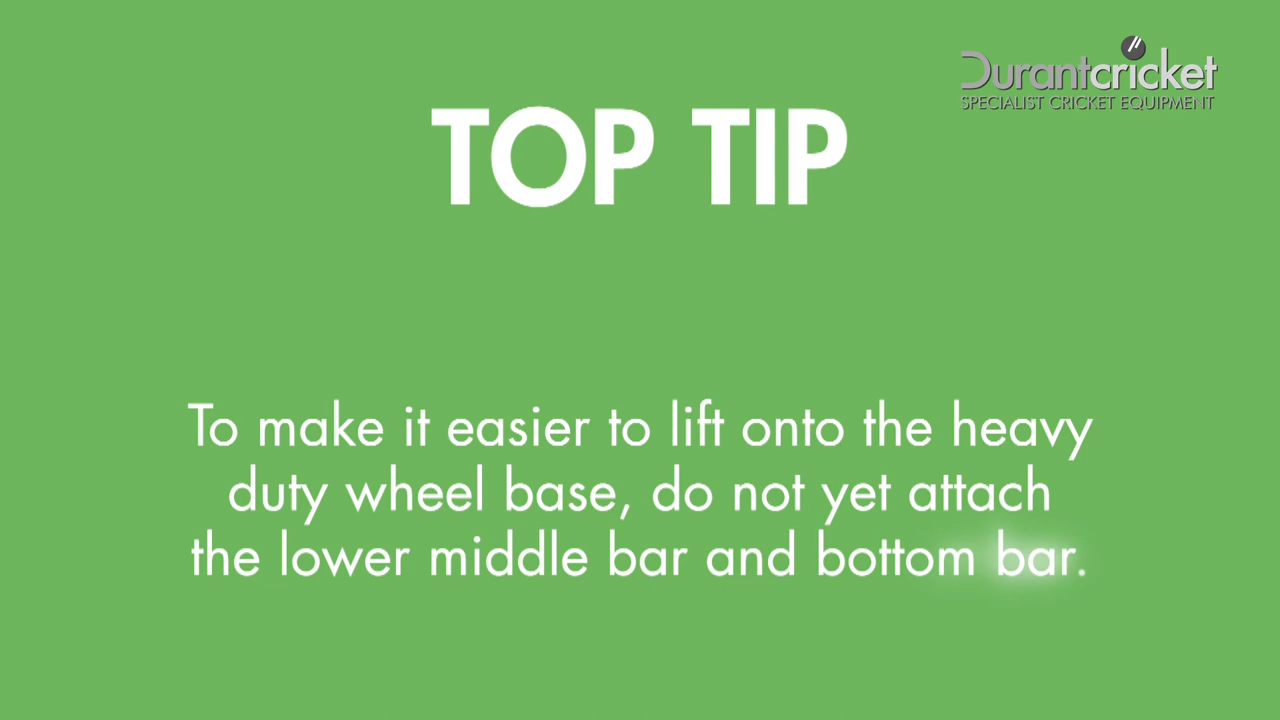 Durantcricket
SPECIALIST CRICKET EQUIPMENT
TOP TIP
To make it easier to lift onto the heavy
duty wheel base, do not yet attach
the lower middle bar and bottom bar.